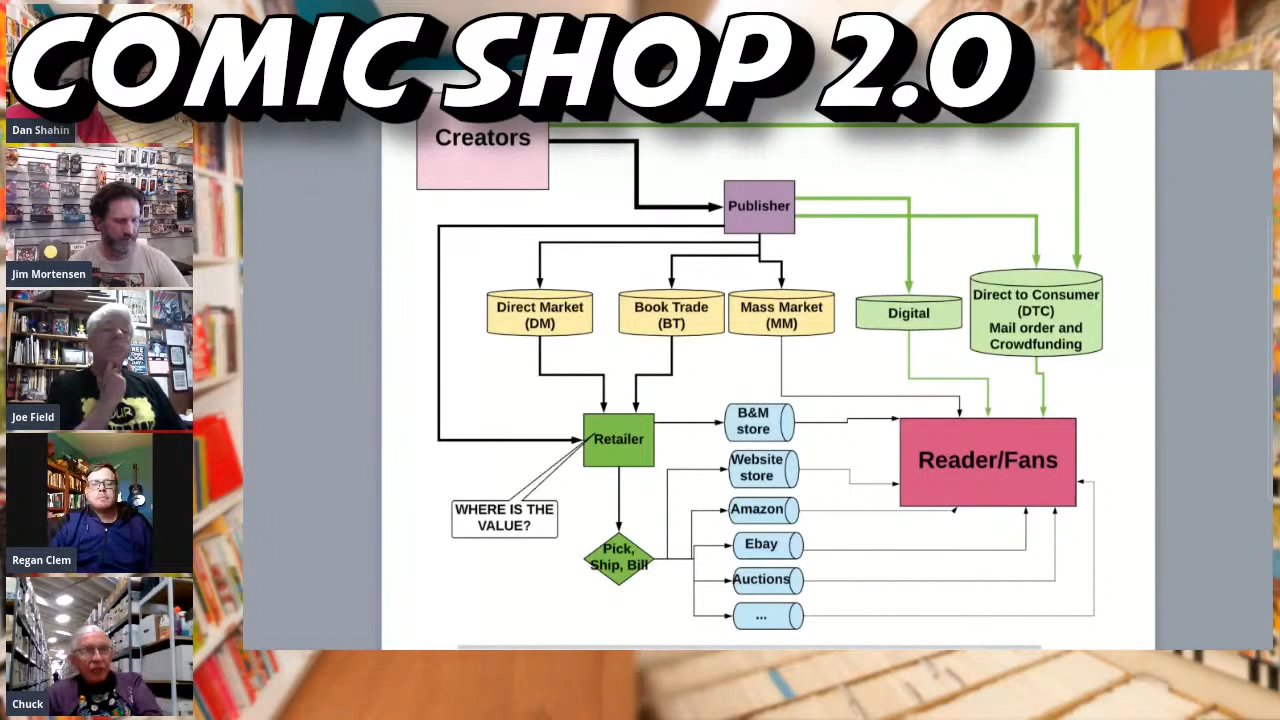 COMIC SHOP 2.0
Dan Shahin
Jim Mortensen
Joe Field
Regan Clem
Chuck
Creators
Publisher
Direct Market
(DM)
Book Trade
(BT)
Mass Market
(MM)
Digital
Direct to Consumer
(DTC)
Mail order and
Crowdfunding
Retailer
B&M
store
Website
store
Reader/Fans
WHERE IS THE
VALUE?
Amazon
Pick,
Ship, Bill
Ebay
Auctions
...